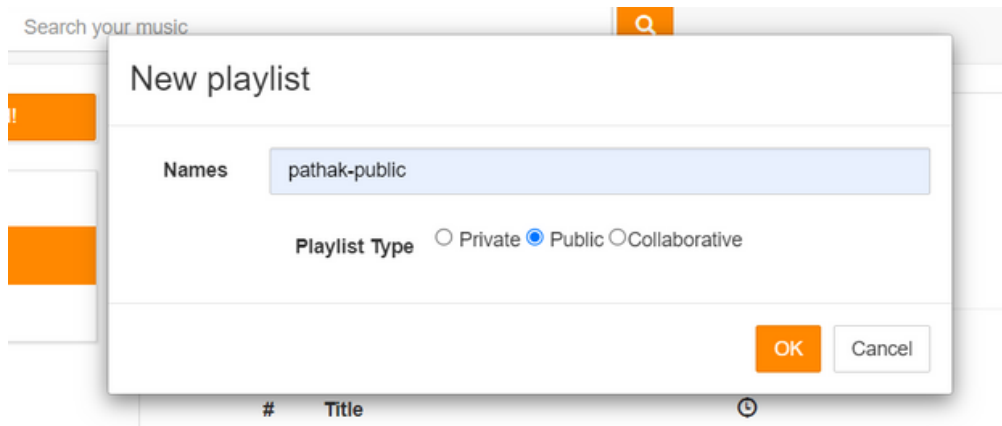 Search your music
New playlist
!
Names pathak-public
Playlist Type Private Public Collaborative
OK Cancel
# Title